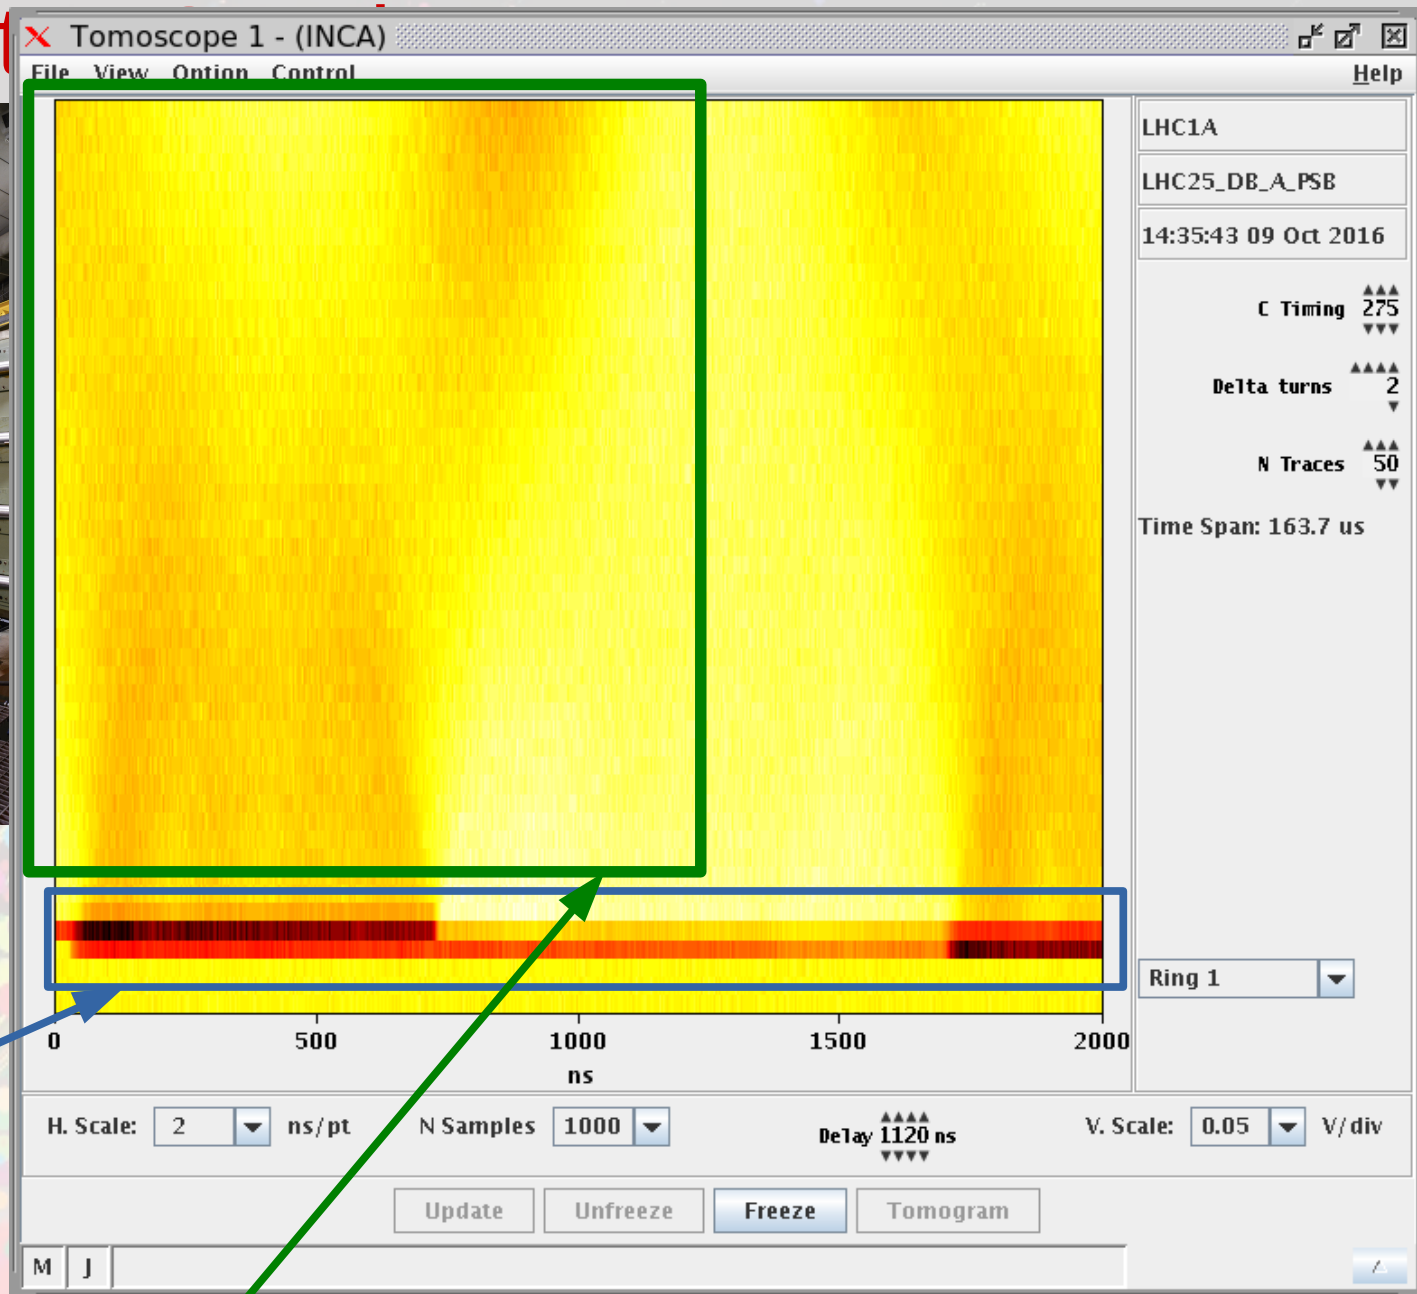 Tomoscope 1 - (INCA)
File View Option Control Help
LHC1A
LHC25_DB_A_PSB
14:35:43 09 Oct 2016
C Timing 275
Delta turns 2
N Traces 50
Time Span: 163.7 us
Ring 1
0 500 1000 1500 2000
ns
H. Scale: 2 ns/pt N Samples 1000 Delay 1120 ns V. Scale: 0.05 V/div
Update Unfreeze Freeze Tomogram
M J